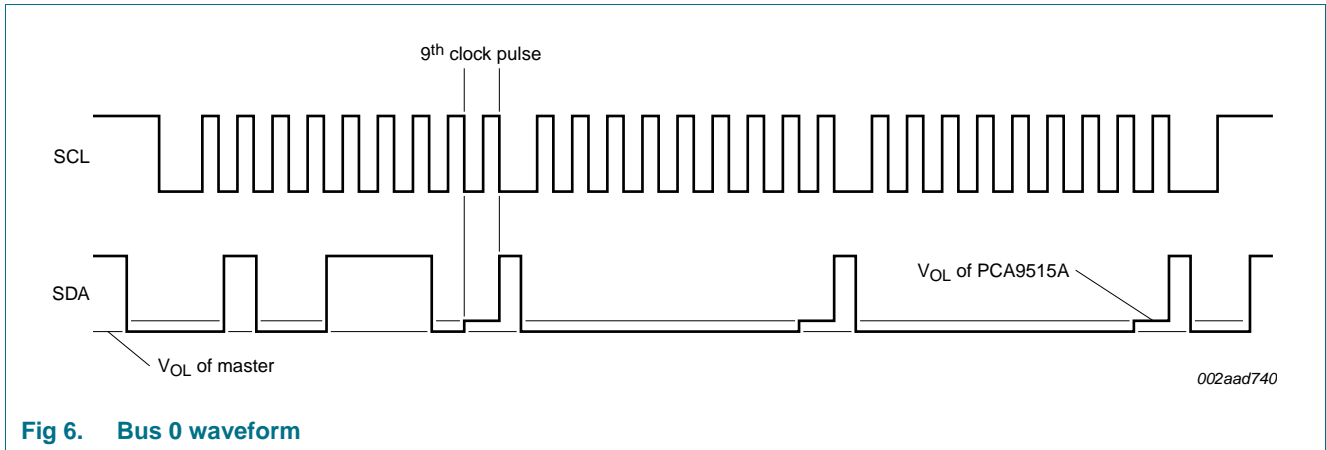 9th clock pulse
SCL
SDA
VOL of PCA9515A
VOL of master
002aad740
Fig 6. Bus 0 waveform